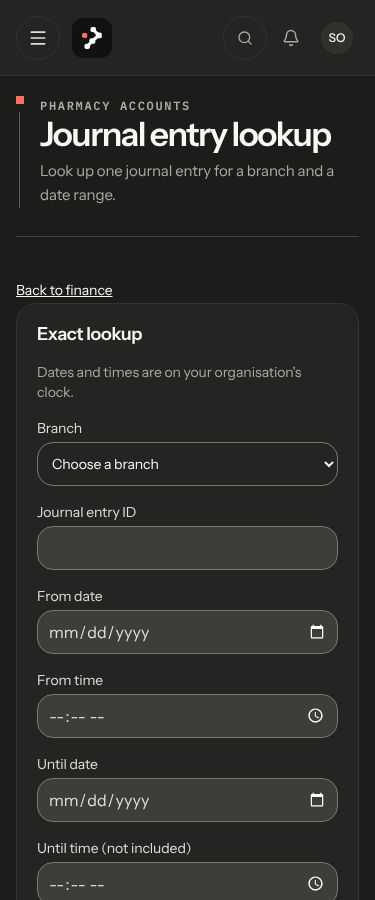 SO
PHARMACY ACCOUNTS
Journal entry lookup
Look up one journal entry for a branch and a
date range.
Back to finance
Exact lookup
Dates and times are on your organisation's
clock.
Branch
Choose a branch
Journal entry ID
From date
mm/dd/yyyy
From time
--:-- --
Until date
mm/dd/yyyy
Until time (not included)
--:-- --